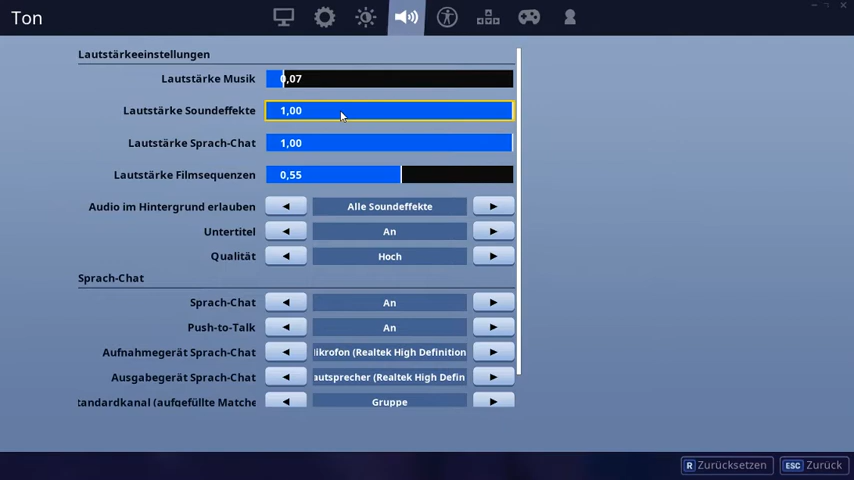 Ton
Lautstärkeeinstellungen
Lautstärke Musik 0,07
Lautstärke Soundeffekte 1,00
Lautstärke Sprach-Chat 1,00
Lautstärke Filmsequenzen 0,55
Audio im Hintergrund erlauben Alle Soundeffekte
Untertitel An
Qualität Hoch
Sprach-Chat
Sprach-Chat An
Push-to-Talk An
Aufnahmegerät Sprach-Chat ikrofon (Realtek High Definition
Ausgabegerät Sprach-Chat autsprecher (Realtek High Defin
tandardkanal (aufgefüllte Matche Gruppe
R Zurücksetzen ESC Zurück